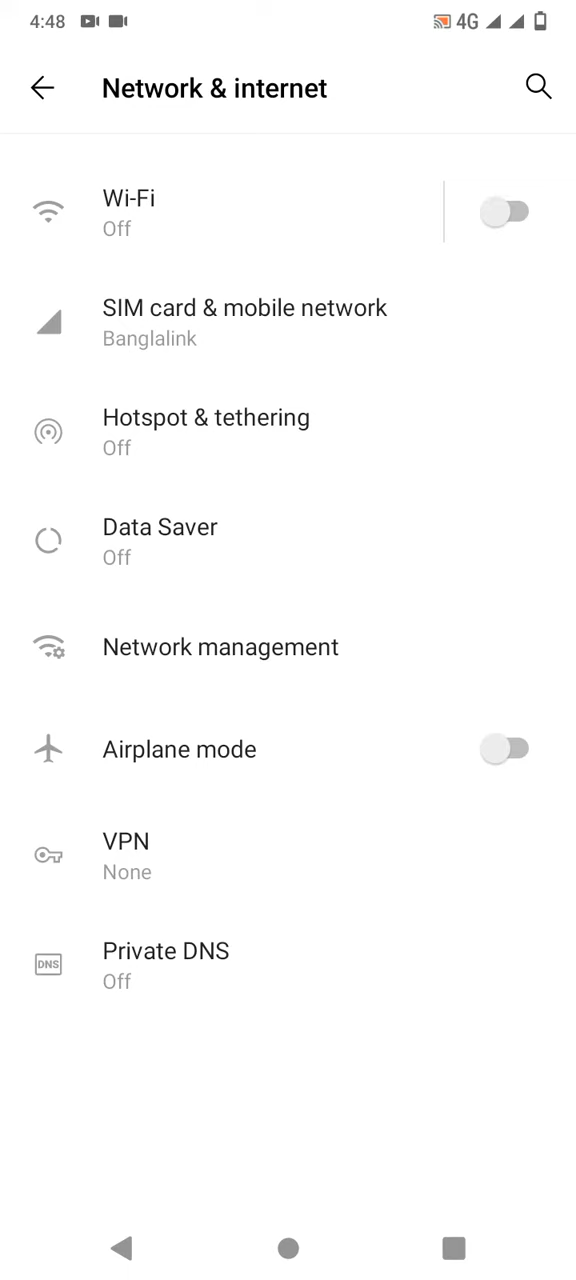 4:48 4G
Network & internet
Wi-Fi
Off
SIM card & mobile network
Banglalink
Hotspot & tethering
Off
Data Saver
Off
Network management
Airplane mode
VPN
None
Private DNS
DNS
Off